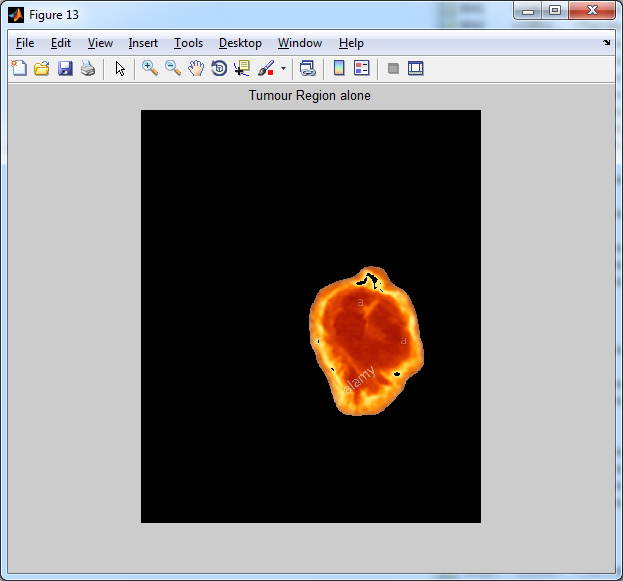 Figure 13
File Edit View Insert Tools Desktop Window Help
Tumour Region alone
a
a
alamy